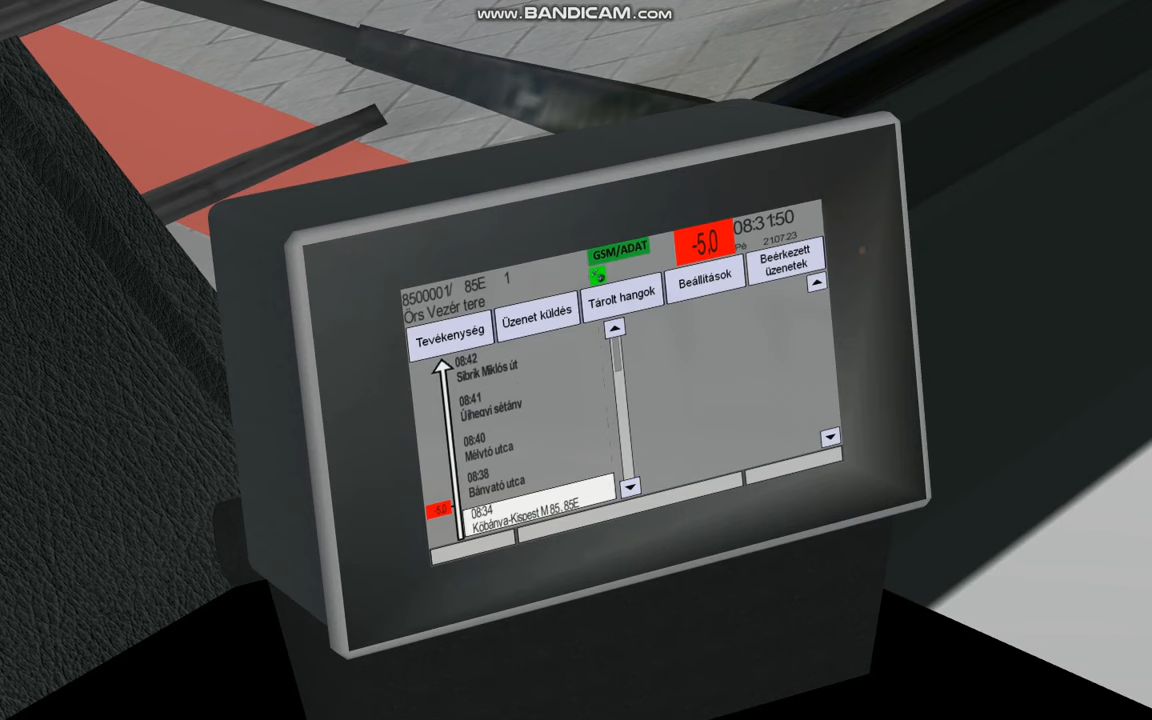 www.BANDICAM.com
8500001/ 85E 1
GSM/ADAT
-5,0
08:31:50
Örs Vezér tere
Pé 21.07.23
Tevékenység
Üzenet küldés
Tárolt hangok
Beállítások
Beérkezett
üzenetek
08:42
Sibrik Miklós út
08:41
Újhegyi sétány
08:40
Mélytó utca
08:38
Bányató utca
-5,0
08:34
Kőbánya-Kispest M 85, 85E